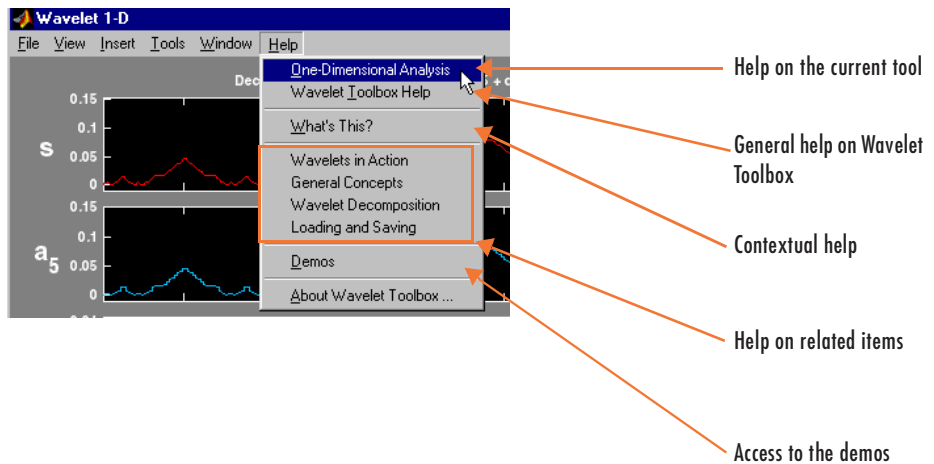 Wavelet 1-D
File View Insert Tools Window Help
Dec
5 + c
One-Dimensional Analysis
Wavelet Toolbox Help
What's This?
Wavelets in Action
General Concepts
Wavelet Decomposition
Loading and Saving
Demos
About Wavelet Toolbox ...
s
0.15
0.1
0.05
0
a5
0.15
0.1
0.05
0
Help on the current tool
General help on Wavelet
Toolbox
Contextual help
Help on related items
Access to the demos